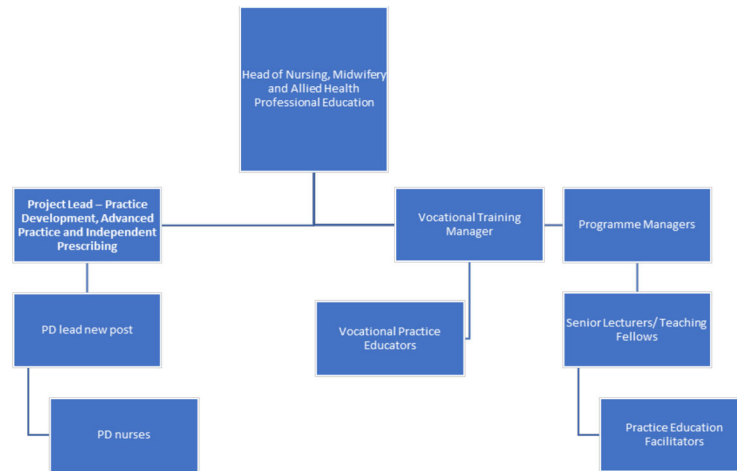 Head of Nursing, Midwifery
and Allied Health
Professional Education
Project Lead – Practice
Development, Advanced
Practice and Independent
Prescribing
Vocational Training
Manager
Programme Managers
PD lead new post
Vocational Practice
Educators
Senior Lecturers/ Teaching
Fellows
PD nurses
Practice Education
Facilitators